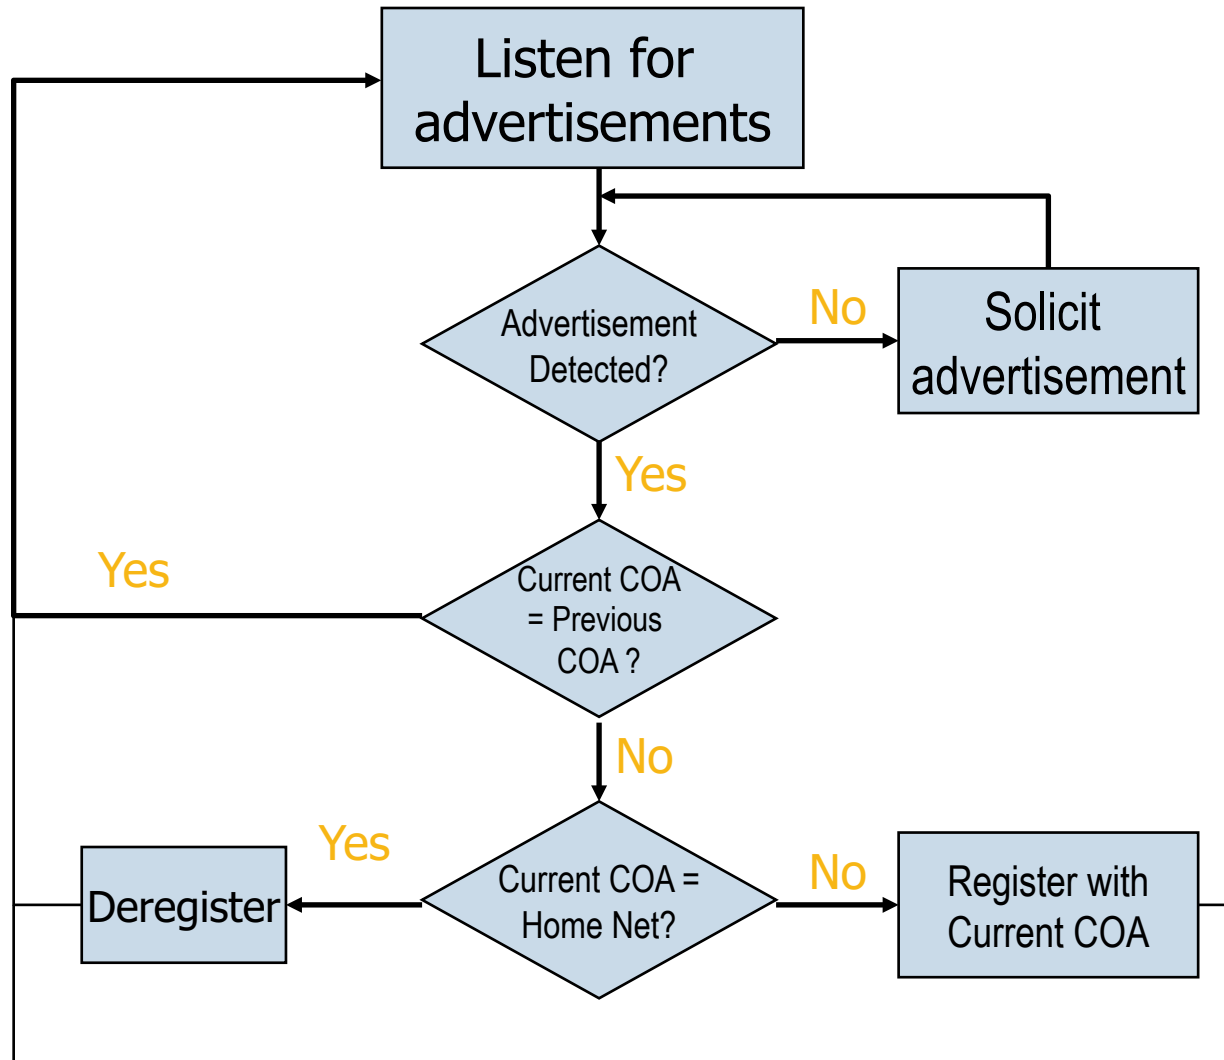 Listen for
advertisements
No
Advertisement
Detected?
Solicit
advertisement
Yes
Yes
Current COA
= Previous
COA ?
No
Yes
No
Deregister
Current COA =
Home Net?
Register with
Current COA